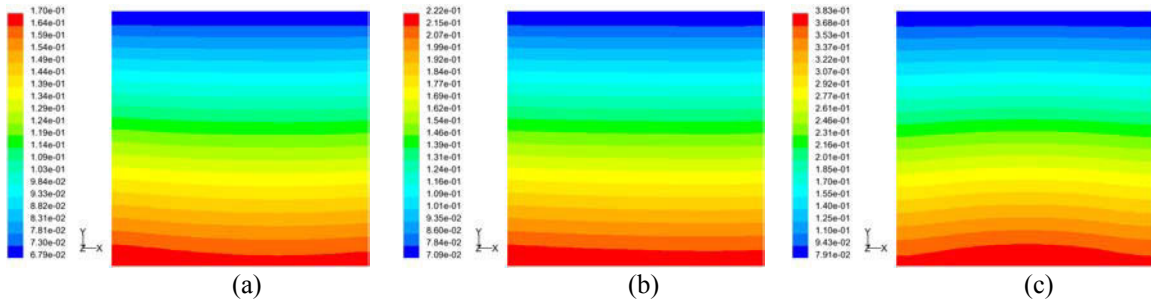 1.70e-01
1.64e-01
1.59e-01
1.54e-01
1.49e-01
1.44e-01
1.39e-01
1.34e-01
1.29e-01
1.24e-01
1.19e-01
1.14e-01
1.09e-01
1.03e-01
9.84e-02
9.33e-02
8.82e-02
8.31e-02
7.81e-02
7.30e-02
6.79e-02
Y
Z X
(a)
2.22e-01
2.15e-01
2.07e-01
1.99e-01
1.92e-01
1.84e-01
1.77e-01
1.69e-01
1.62e-01
1.54e-01
1.46e-01
1.39e-01
1.31e-01
1.24e-01
1.16e-01
1.09e-01
1.01e-01
9.35e-02
8.60e-02
7.84e-02
7.09e-02
Y
Z X
(b)
3.83e-01
3.68e-01
3.53e-01
3.37e-01
3.22e-01
3.07e-01
2.92e-01
2.77e-01
2.61e-01
2.46e-01
2.31e-01
2.16e-01
2.01e-01
1.85e-01
1.70e-01
1.55e-01
1.40e-01
1.25e-01
1.10e-01
9.43e-02
7.91e-02
Y
Z X
(c)